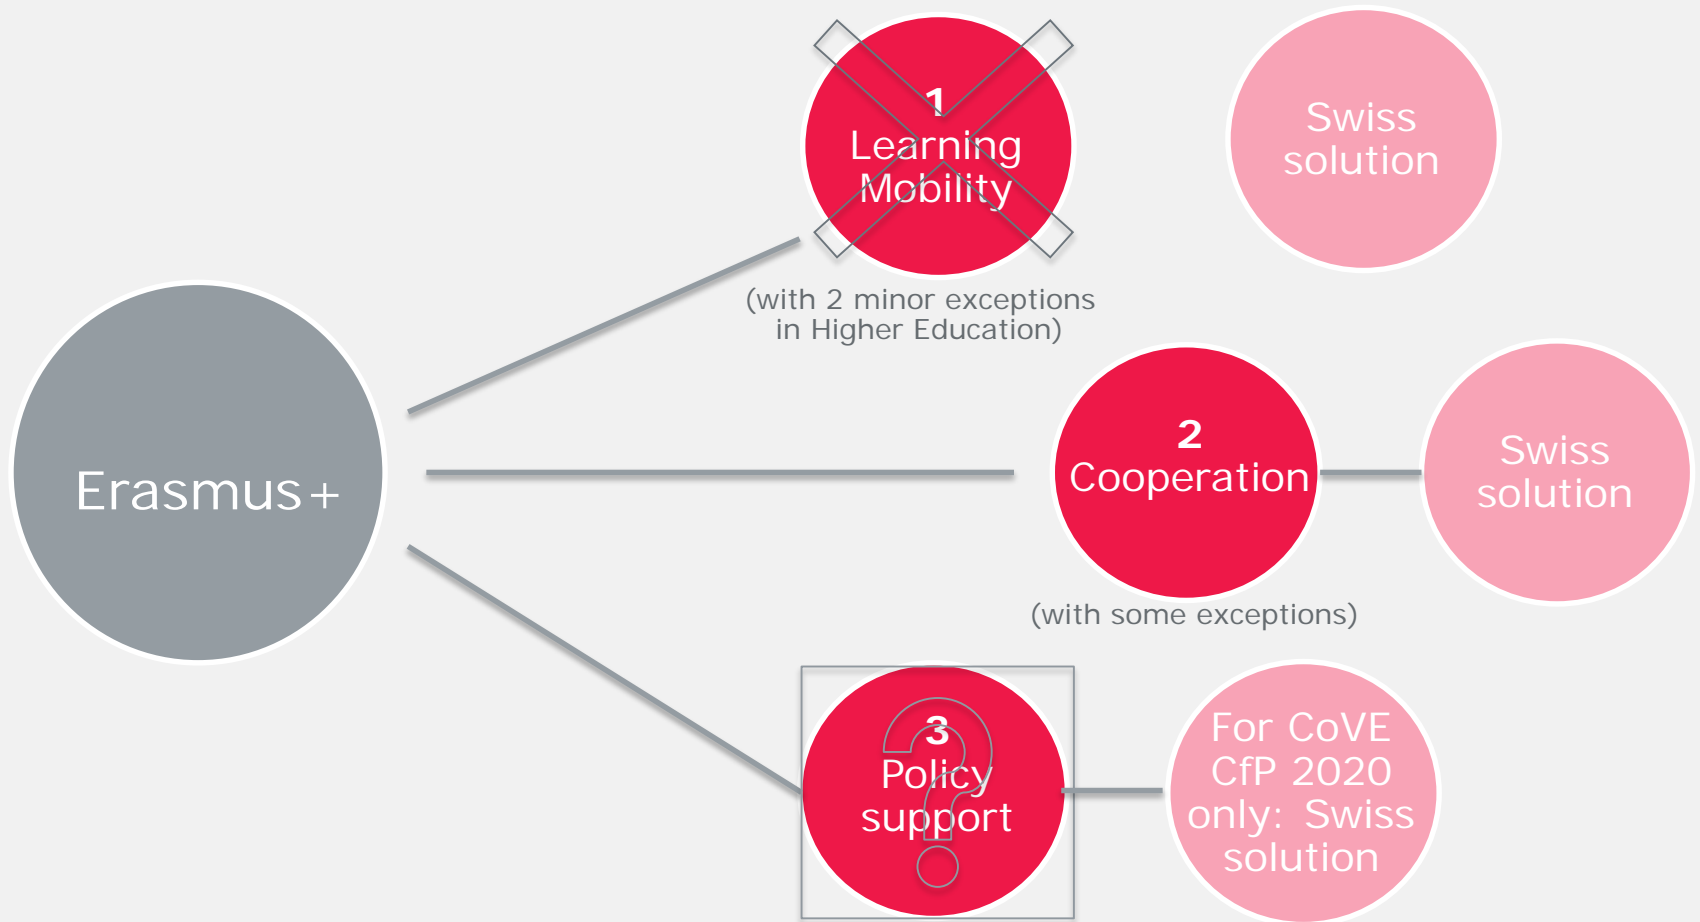 Erasmus+
1
Learning
Mobility
(with 2 minor exceptions
in Higher Education)
Swiss
solution
2
Cooperation
(with some exceptions)
Swiss
solution
3
Policy
support
?
For CoVE
CfP 2020
only: Swiss
solution